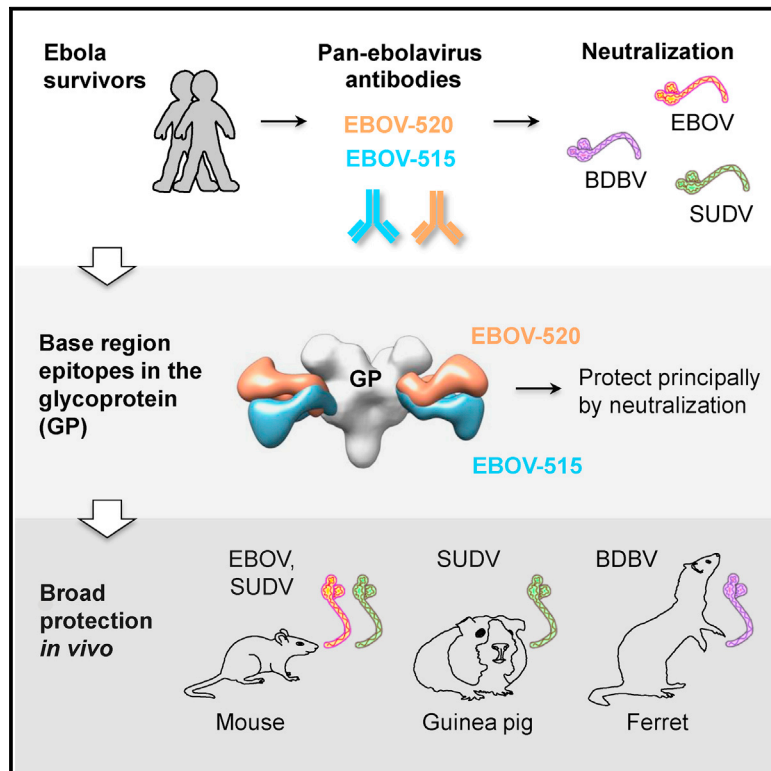 Ebola
survivors
Pan-ebolavirus
antibodies
EBOV-520
EBOV-515
Neutralization
EBOV
BDBV
SUDV
Base region
epitopes in the
glycoprotein
(GP)
GP
EBOV-520
Protect principally
by neutralization
EBOV-515
Broad
protection
in vivo
EBOV,
SUDV
Mouse
SUDV
Guinea pig
BDBV
Ferret